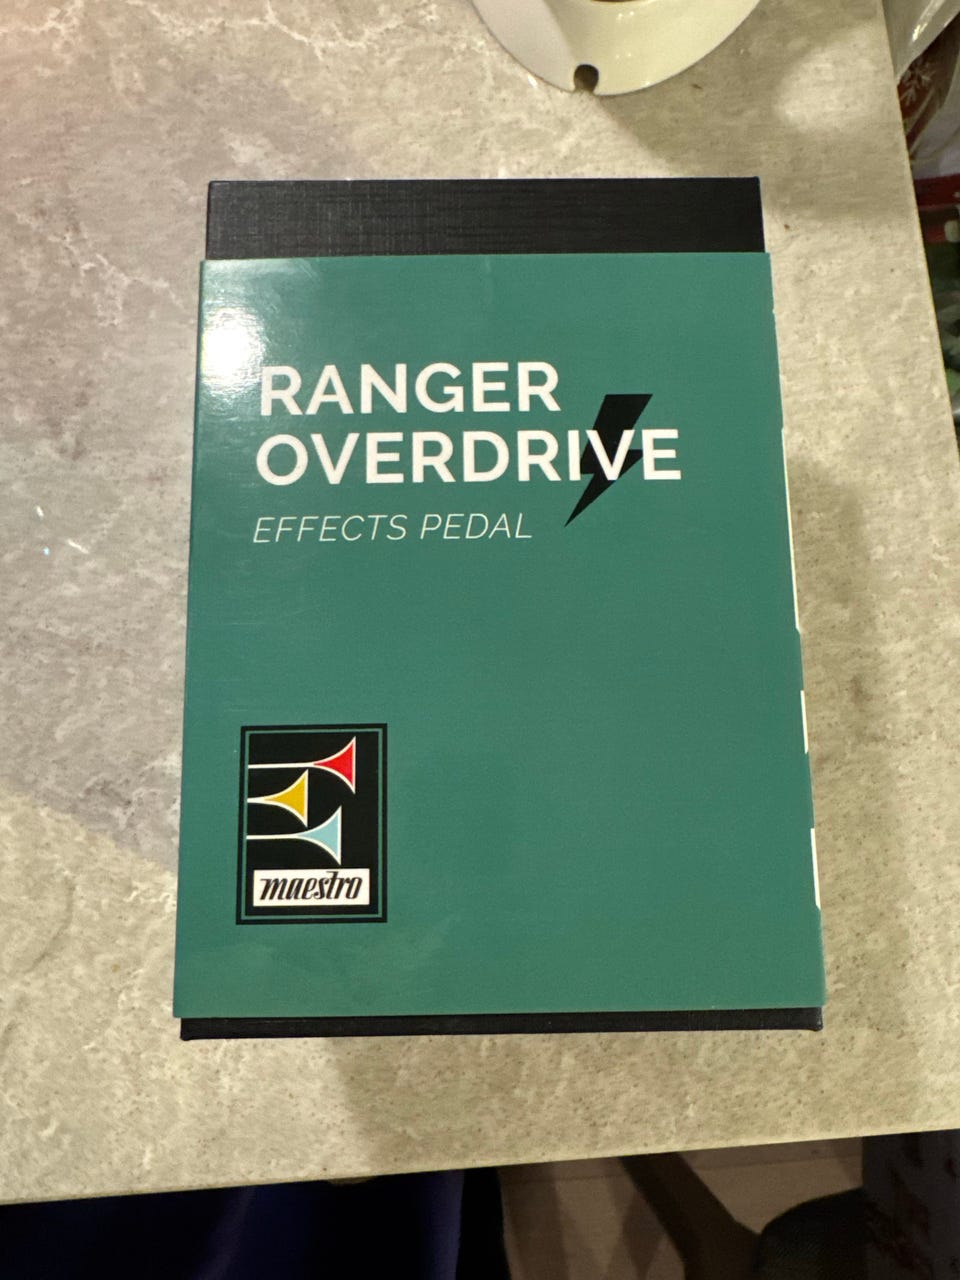 RANGER
OVERDRIVE
EFFECTS PEDAL
maestro